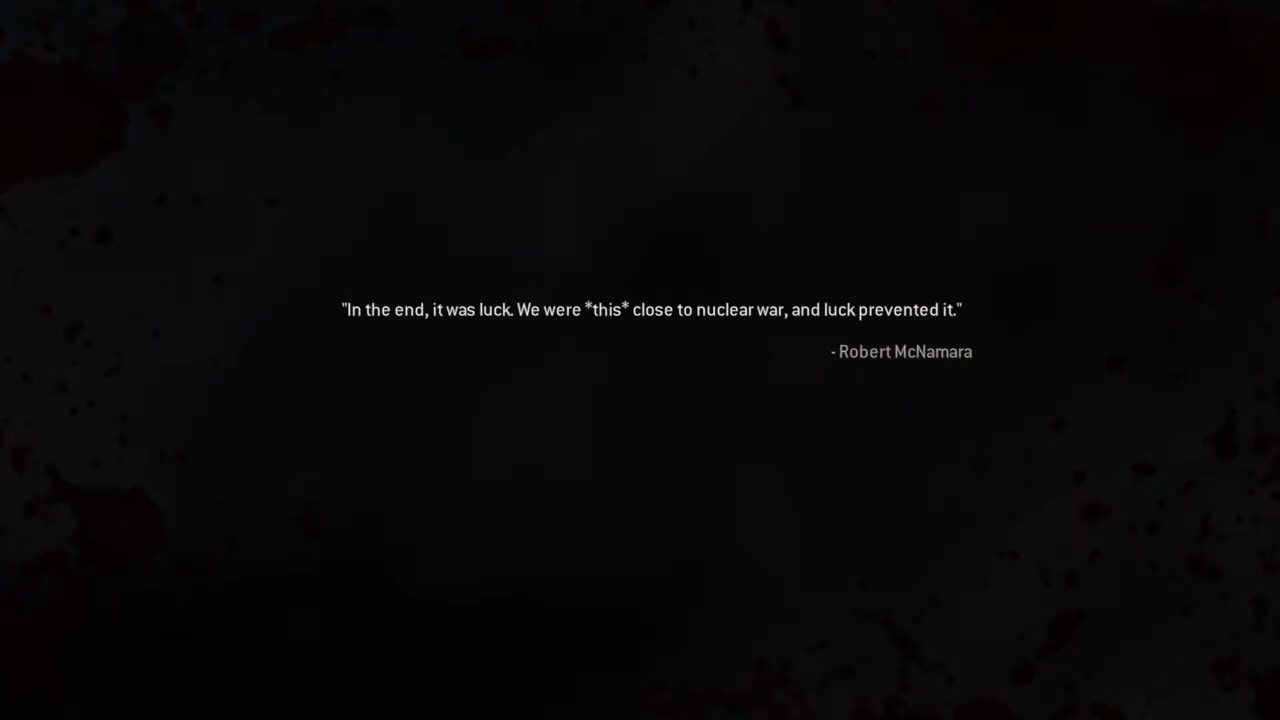 "In the end, it was luck. We were *this* close to nuclear war, and luck prevented it."
- Robert McNamara